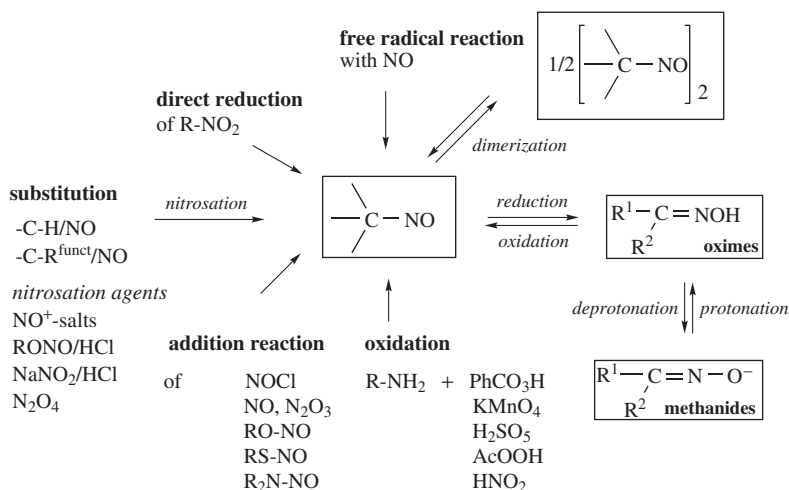 free radical reaction
with NO
1/2 [ C NO ] 2
direct reduction
of R-NO₂
dimerization
substitution
nitrosation
C NO
reduction
oxidation
R¹ C = NOH
R²
oximes
-C-H/NO
-C-Rᶠᵘⁿᶜᵗ/NO
nitrosation agents
NO⁺-salts
RONO/HCl
NaNO₂/HCl
N₂O₄
deprotonation
protonation
addition reaction
of
NOCl
NO, N₂O₃
RO-NO
RS-NO
R₂N-NO
oxidation
R-NH₂ + PhCO₃H
KMnO₄
H₂SO₅
AcOOH
HNO₂
R¹ C = N O⁻
R²
methanides